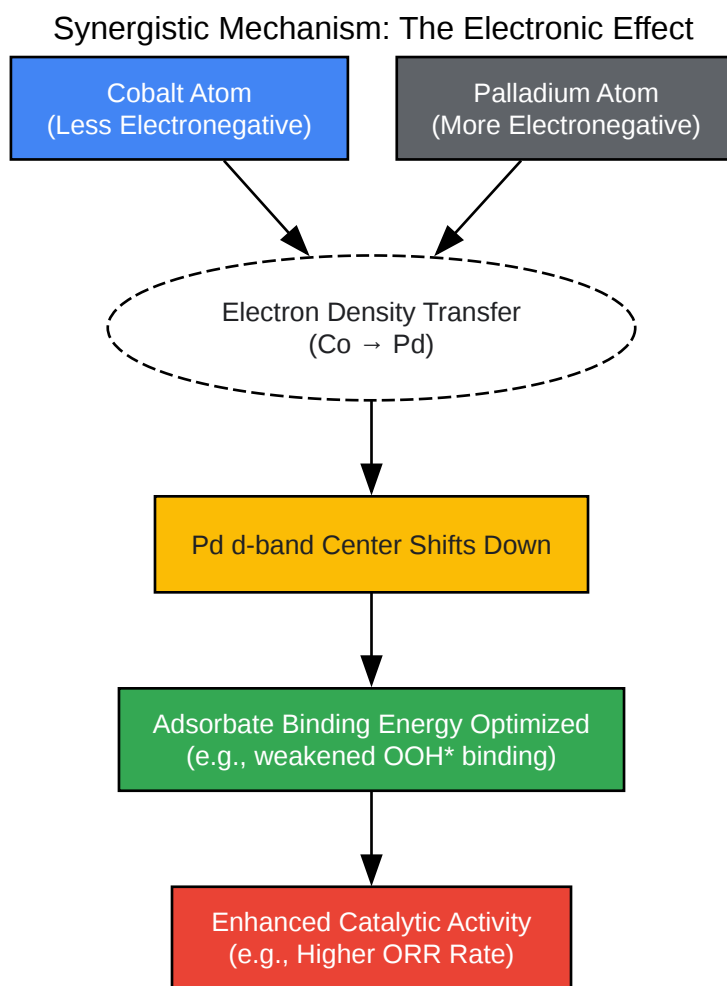 Synergistic Mechanism: The Electronic Effect
Cobalt Atom
(Less Electronegative)
Palladium Atom
(More Electronegative)
Electron Density Transfer
(Co → Pd)
Pd d-band Center Shifts Down
Adsorbate Binding Energy Optimized
(e.g., weakened OOH* binding)
Enhanced Catalytic Activity
(e.g., Higher ORR Rate)